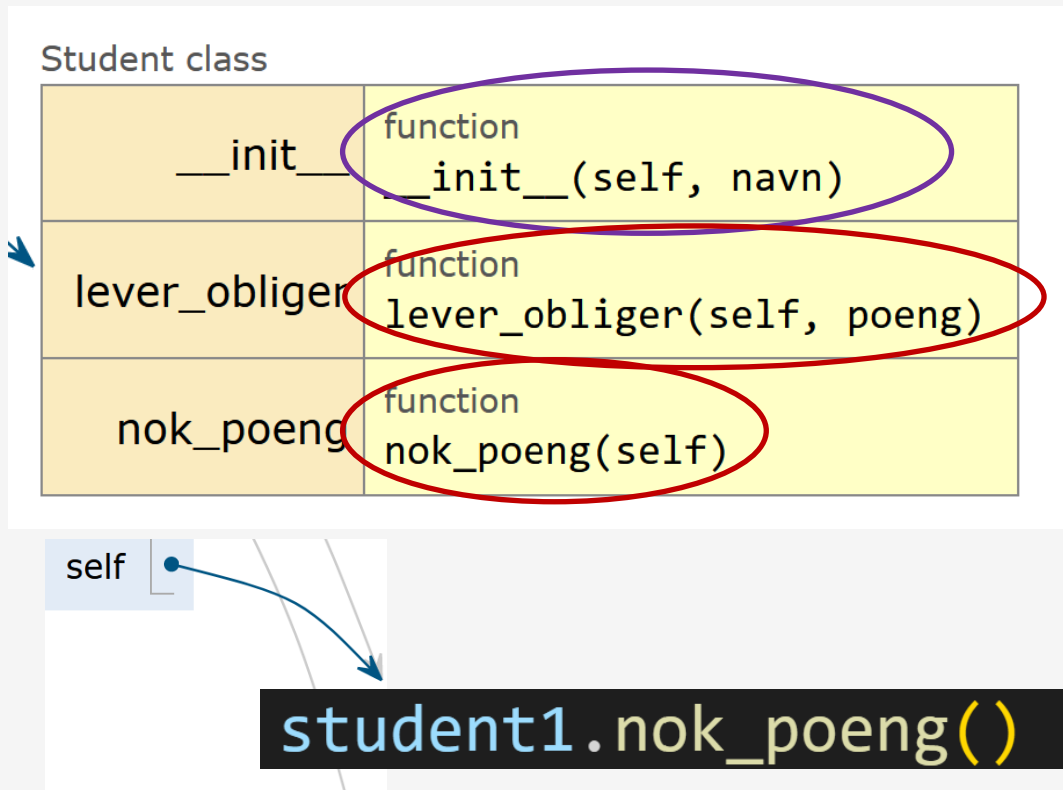 Student class
__init__
function
__init__(self, navn)
lever_obliger
function
lever_obliger(self, poeng)
nok_poeng
function
nok_poeng(self)
self
student1.nok_poeng()